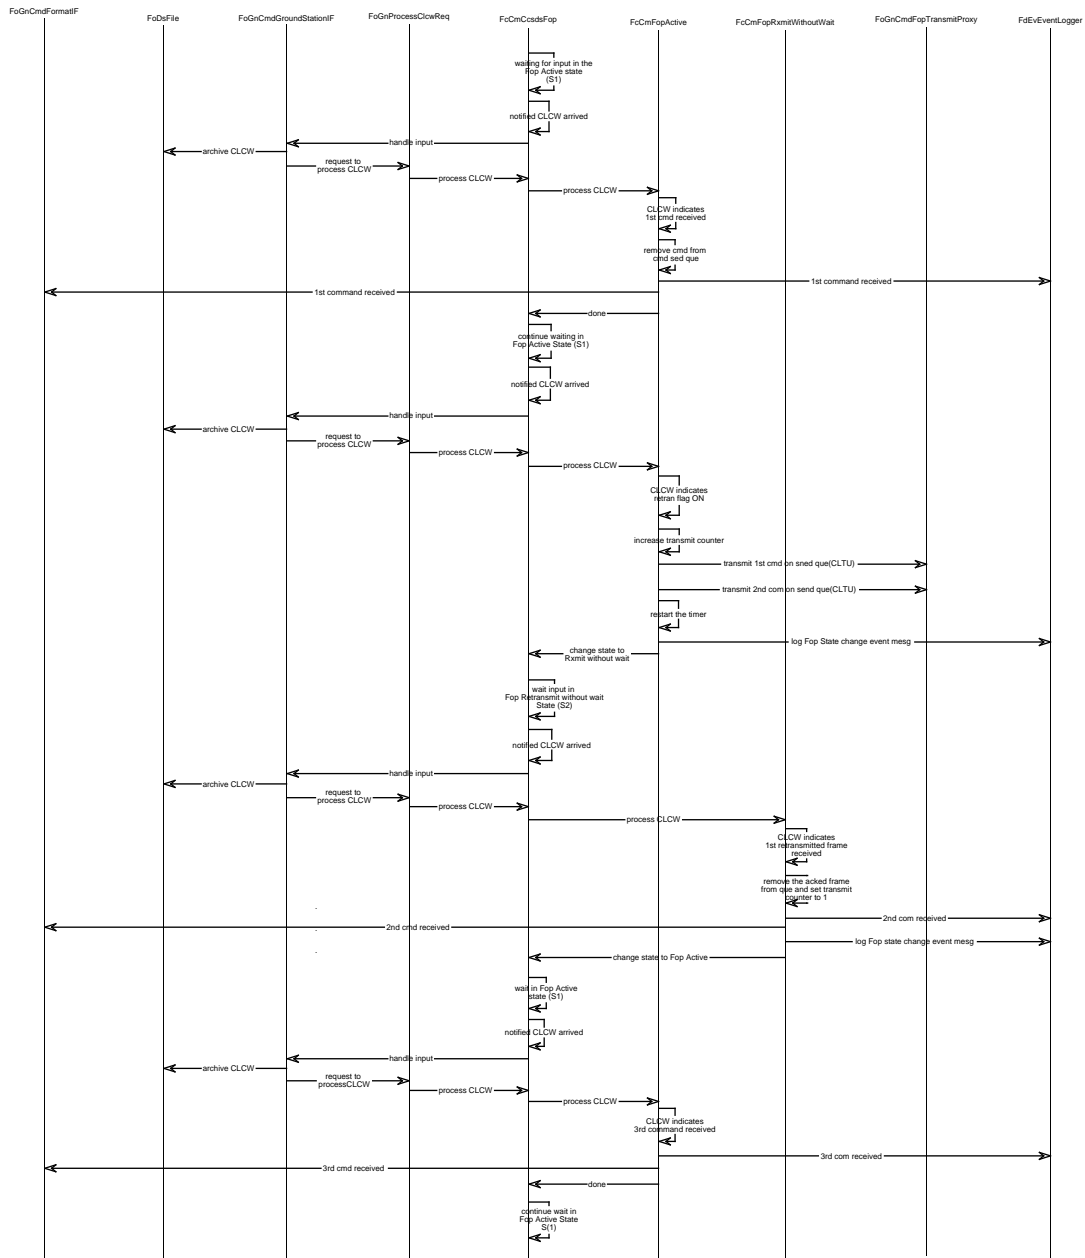 FoGnCmdFormatIF
FoDsFile
FoGnCmdGroundStationIF
FoGnProcessClcwReq
FcCmCcsdsFop
FcCmFopActive
FcCmFopRxmitWithoutWait
FoGnCmdFopTransmitProxy
FdEvEventLogger
waiting for input in the
Fop Active state
(S1)
notified CLCW arrived
handle input
archive CLCW
request to
process CLCW
process CLCW
process CLCW
CLCW indicates
1st cmd received
remove cmd from
cmd sed que
1st command received
1st command received
done
continue waiting in
Fop Active State (S1)
notified CLCW arrived
handle input
archive CLCW
request to
process CLCW
process CLCW
process CLCW
CLCW indicates
retran flag ON
increase transmit counter
transmit 1st cmd on sned que(CLTU)
transmit 2nd com on send que(CLTU)
restart the timer
log Fop State change event mesg
change state to
Rxmit without wait
wait input in
Fop Retransmit without wait
State (S2)
notified CLCW arrived
handle input
archive CLCW
request to
process CLCW
process CLCW
process CLCW
CLCW indicates
1st retransmitted frame
received
remove the acked frame
from que and set transmit
counter to 1
2nd com received
2nd cmd received
log Fop state change event mesg
change state to Fop Active
wait in Fop Active
state (S1)
notified CLCW arrived
handle input
archive CLCW
request to
processCLCW
process CLCW
process CLCW
CLCW indicates
3rd command received
3rd com received
3rd cmd received
done
continue wait in
Fop Active State
S(1)